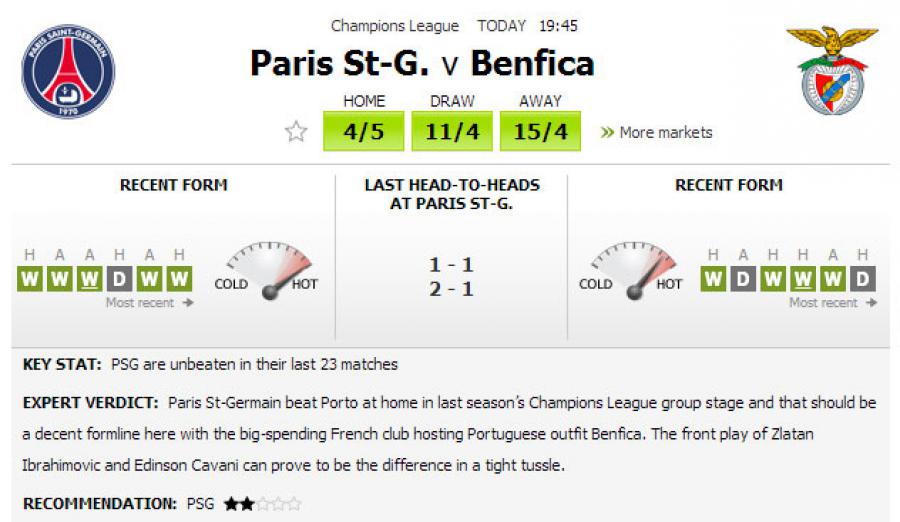 Champions League TODAY 19:45
Paris St-G. v Benfica
PARIS SAINT-GERMAIN
1970
HOME DRAW AWAY
4/5 11/4 15/4 » More markets
RECENT FORM
LAST HEAD-TO-HEADS
AT PARIS ST-G.
RECENT FORM
H A A H A H
W W W D W W
Most recent →
COLD HOT
1 - 1
2 - 1
COLD HOT
H A H H A H
W D W W W D
Most recent →
KEY STAT: PSG are unbeaten in their last 23 matches
EXPERT VERDICT: Paris St-Germain beat Porto at home in last season's Champions League group stage and that should be
a decent formline here with the big-spending French club hosting Portuguese outfit Benfica. The front play of Zlatan
Ibrahimovic and Edinson Cavani can prove to be the difference in a tight tussle.
RECOMMENDATION: PSG ★★☆☆☆